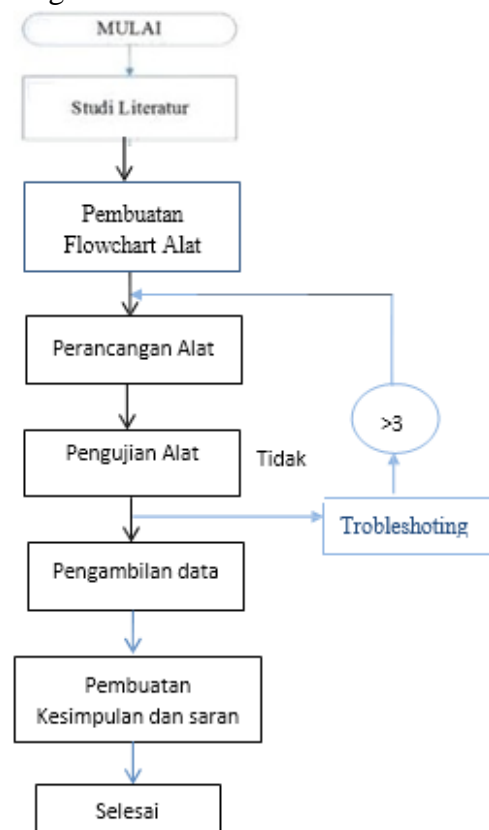 MULAI
Studi Literatur
Pembuatan
Flowchart Alat
Perancangan Alat
>3
Pengujian Alat
Tidak
Trobleshoting
Pengambilan data
Pembuatan
Kesimpulan dan saran
Selesai